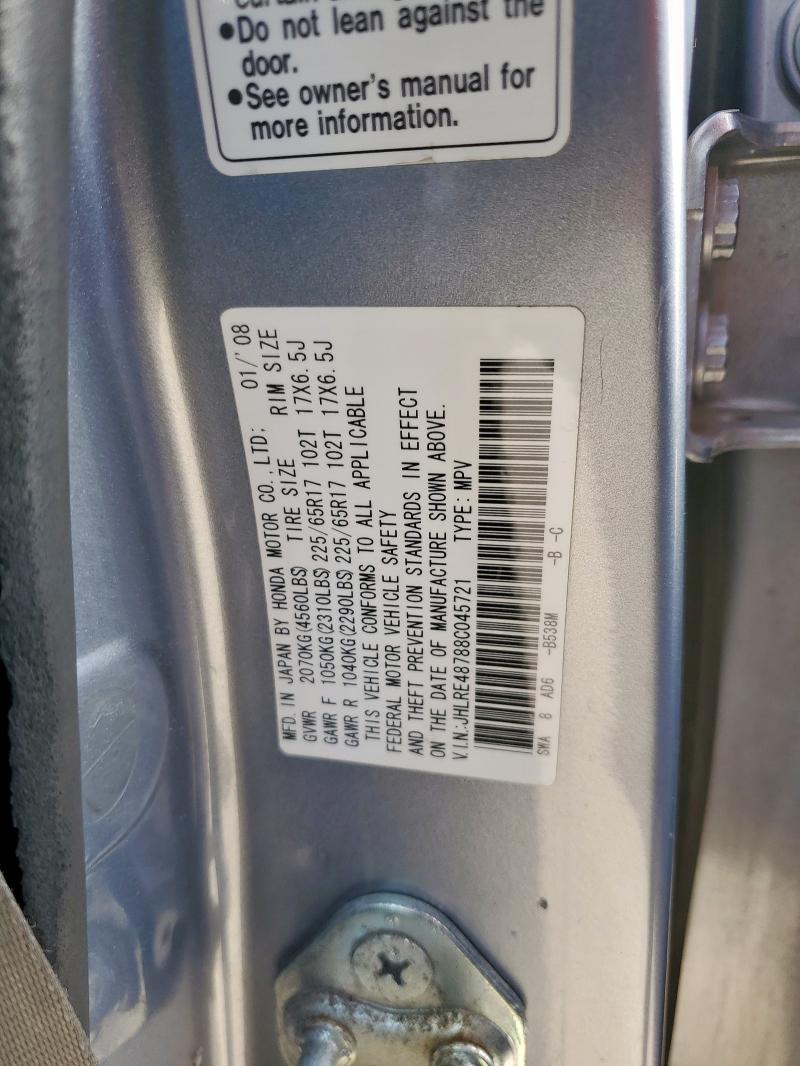 ●Do not lean against the
door.
●See owner's manual for
more information.
MFD. IN JAPAN BY HONDA MOTOR CO., LTD; 01/'08
GVWR 2070KG(4560LBS) TIRE SIZE RIM SIZE
GAWR F 1050KG(2310LBS) 225/65R17 102T 17X6.5J
GAWR R 1040KG(2290LBS) 225/65R17 102T 17X6.5J
THIS VEHICLE CONFORMS TO ALL APPLICABLE
FEDERAL MOTOR VEHICLE SAFETY
AND THEFT PREVENTION STANDARDS IN EFFECT
ON THE DATE OF MANUFACTURE SHOWN ABOVE.
V.I.N.:JHLRE48788C045721 TYPE: MPV
SWA 8 AD6 -B538M -B -C